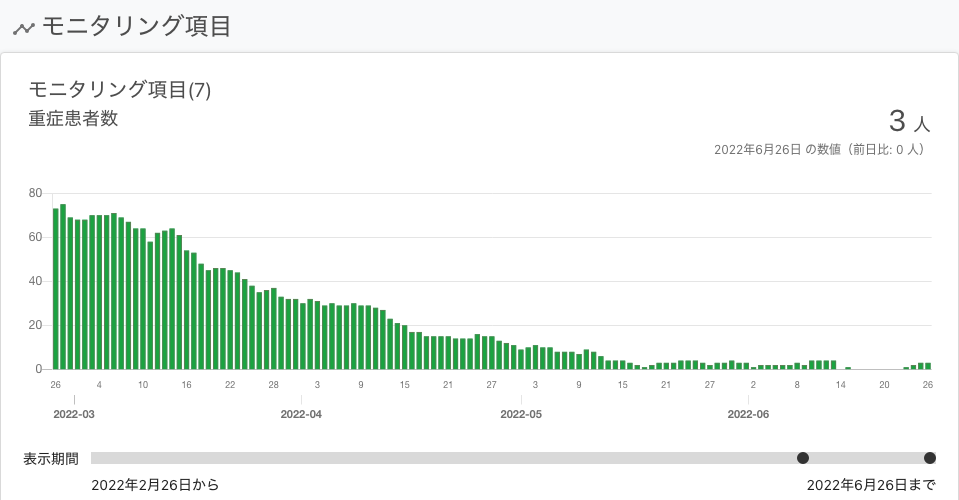 モニタリング項目
モニタリング項目(7)
重症患者数
3 人
2022年6月26日 の数値（前日比: 0 人）
80
60
40
20
0
26 4 10 16 22 28 3 9 15 21 27 3 9 15 21 27 2 8 14 20 26
2022-03 2022-04 2022-05 2022-06
表示期間
2022年2月26日から 2022年6月26日まで